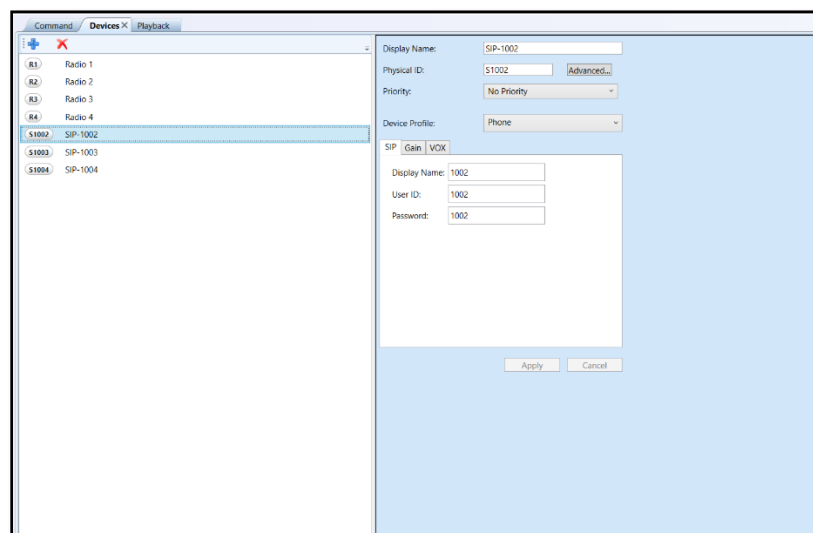 Command Devices Playback
R1 Radio 1
R2 Radio 2
R3 Radio 3
R4 Radio 4
S1002 SIP-1002
S1003 SIP-1003
S1004 SIP-1004
Display Name: SIP-1002
Physical ID: S1002 Advanced...
Priority: No Priority
Device Profile: Phone
SIP Gain VOX
Display Name: 1002
User ID: 1002
Password: 1002
Apply Cancel